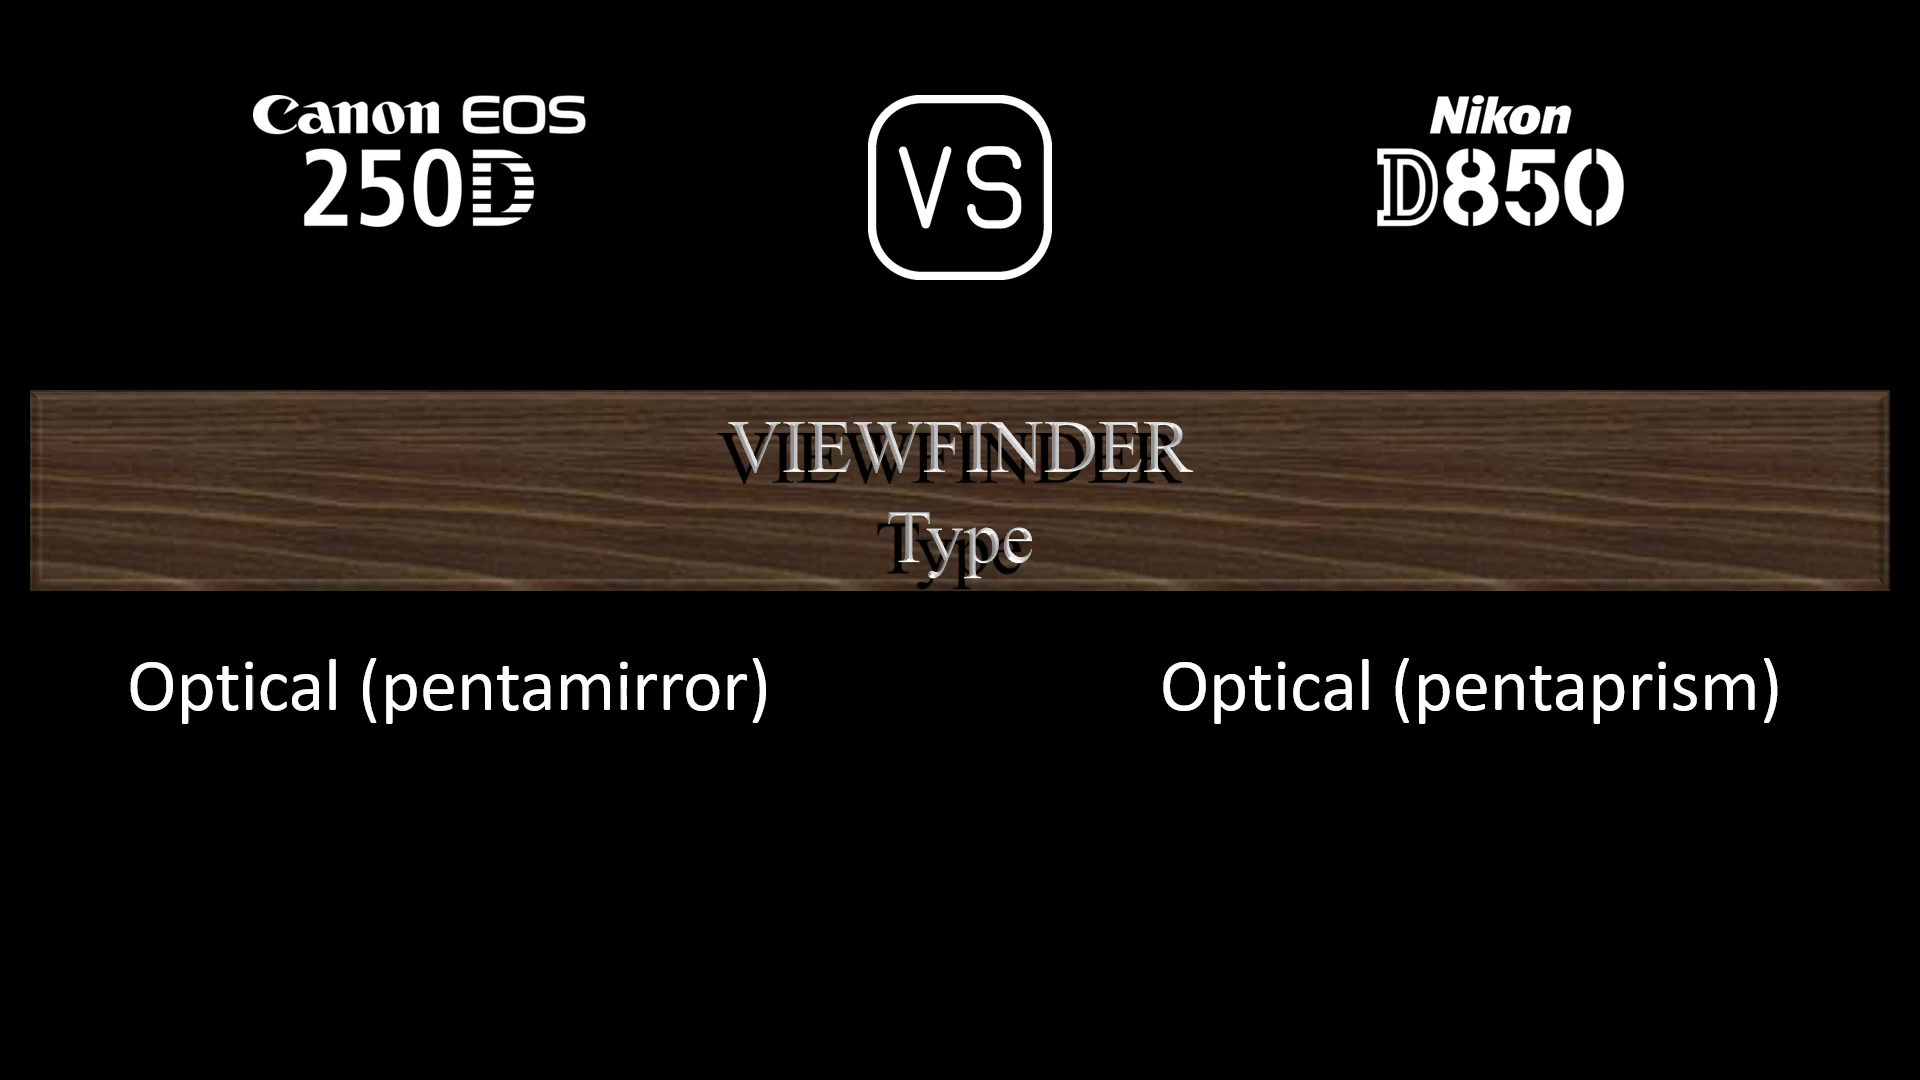 Canon EOS
250D
VS
Nikon
D850
VIEWFINDER
Type
Optical (pentamirror)
Optical (pentaprism)